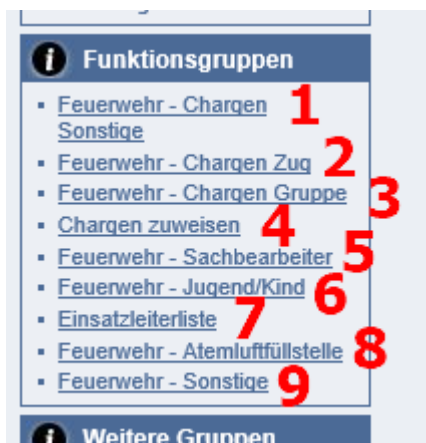 Funktionsgruppen
Feuerwehr - Chargen 1
Sonstige
Feuerwehr - Chargen Zug 2
Feuerwehr - Chargen Gruppe 3
Chargen zuweisen 4
Feuerwehr - Sachbearbeiter 5
Feuerwehr - Jugend/Kind 6
Einsatzleiterliste 7
Feuerwehr - Atemluftfüllstelle 8
Feuerwehr - Sonstige 9
Weitere Gruppen